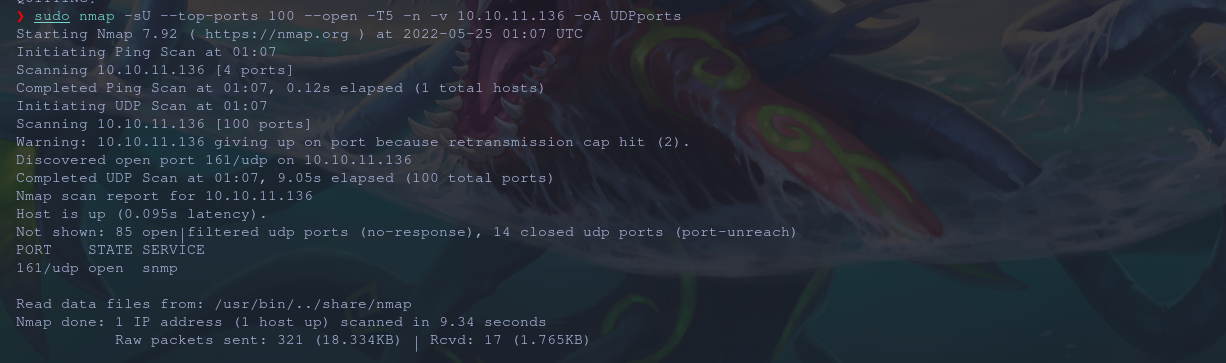 ❯ sudo nmap -sU --top-ports 100 --open -T5 -n -v 10.10.11.136 -oA UDPports
Starting Nmap 7.92 ( https://nmap.org ) at 2022-05-25 01:07 UTC
Initiating Ping Scan at 01:07
Scanning 10.10.11.136 [4 ports]
Completed Ping Scan at 01:07, 0.12s elapsed (1 total hosts)
Initiating UDP Scan at 01:07
Scanning 10.10.11.136 [100 ports]
Warning: 10.10.11.136 giving up on port because retransmission cap hit (2).
Discovered open port 161/udp on 10.10.11.136
Completed UDP Scan at 01:07, 9.05s elapsed (100 total ports)
Nmap scan report for 10.10.11.136
Host is up (0.095s latency).
Not shown: 85 open|filtered udp ports (no-response), 14 closed udp ports (port-unreach)
PORT    STATE SERVICE
161/udp open  snmp

Read data files from: /usr/bin/../share/nmap
Nmap done: 1 IP address (1 host up) scanned in 9.34 seconds
           Raw packets sent: 321 (18.334KB) | Rcvd: 17 (1.765KB)